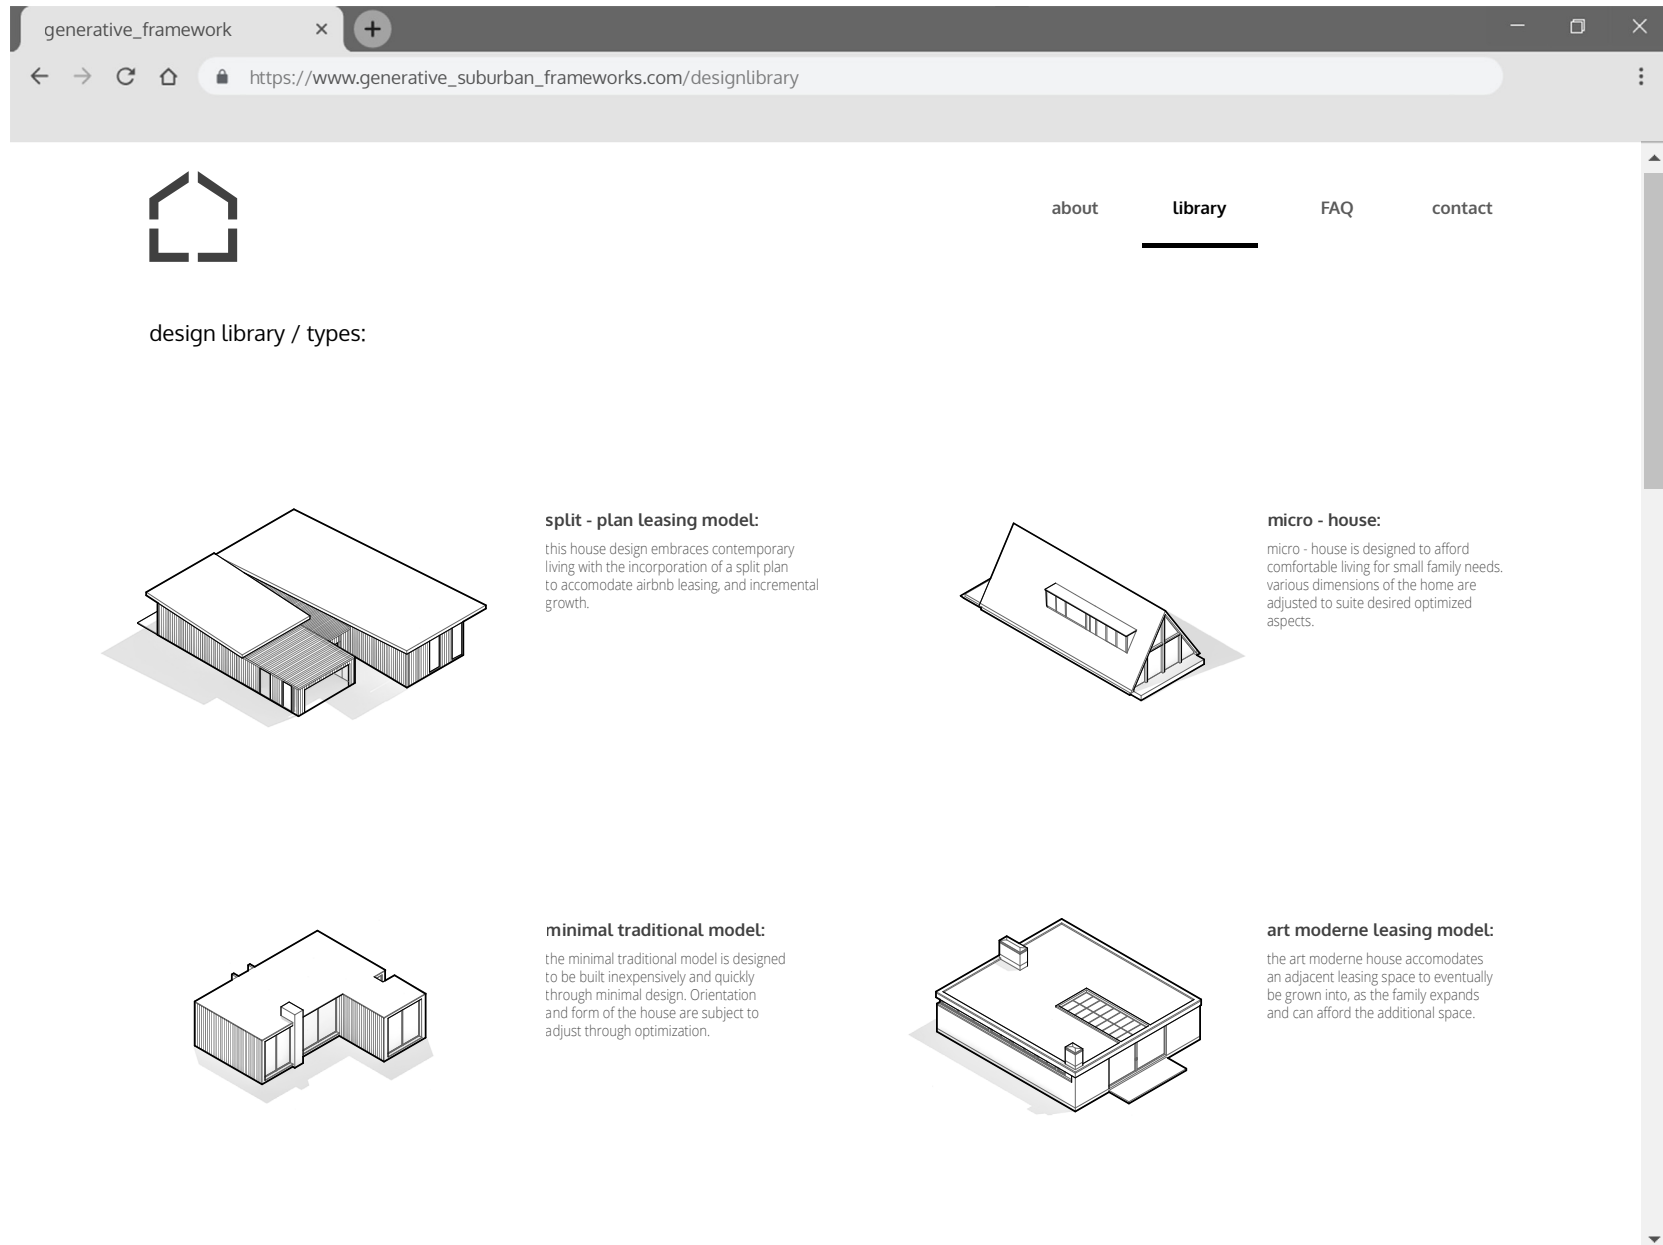 generative_framework
https://www.generative_suburban_frameworks.com/designlibrary
about library FAQ contact
design library / types:
split - plan leasing model:
this house design embraces contemporary
living with the incorporation of a split plan
to accomodate airbnb leasing, and incremental
growth.
micro - house:
micro - house is designed to afford
comfortable living for small family needs.
various dimensions of the home are
adjusted to suite desired optimized
aspects.
minimal traditional model:
the minimal traditional model is designed
to be built inexpensively and quickly
through minimal design. Orientation
and form of the house are subject to
adjust through optimization.
art moderne leasing model:
the art moderne house accomodates
an adjacent leasing space to eventually
be grown into, as the family expands
and can afford the additional space.